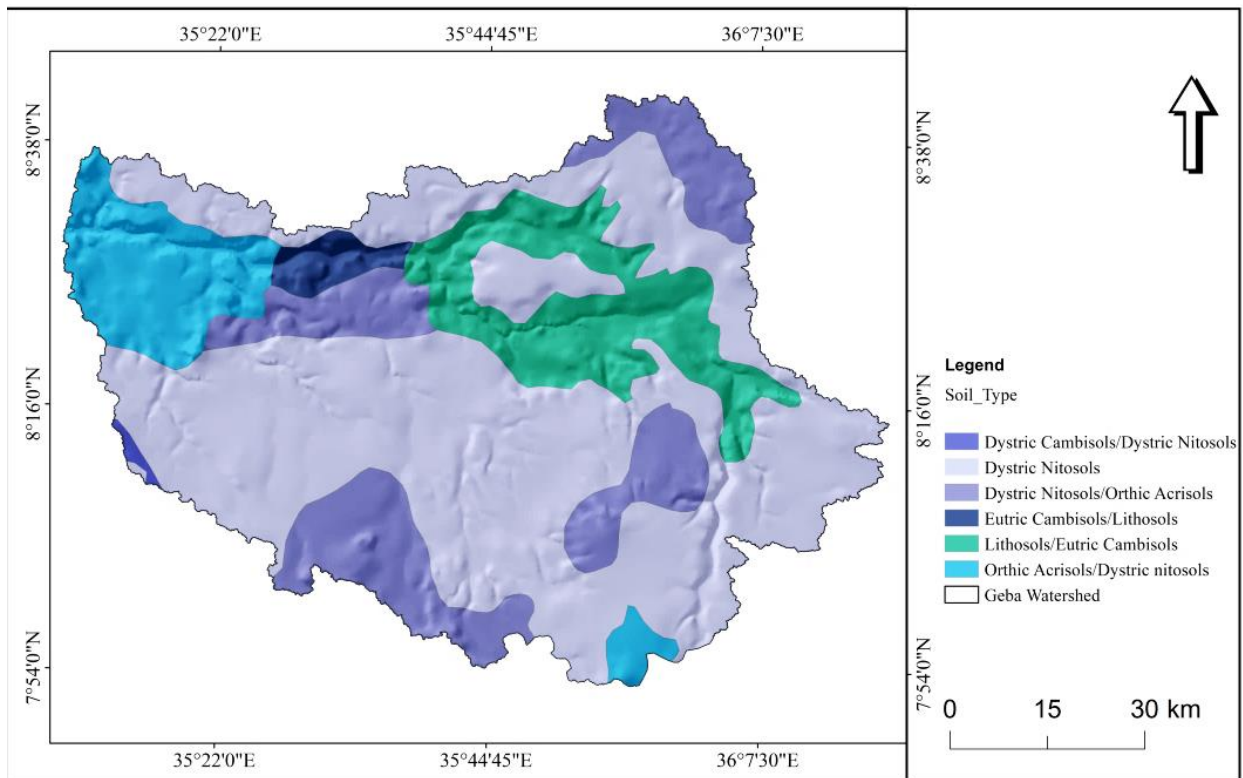 35°22'0"E
35°44'45"E
36°7'30"E
8°38'0"N
8°38'0"N
8°16'0"N
8°16'0"N
7°54'0"N
7°54'0"N
35°22'0"E
35°44'45"E
36°7'30"E
Legend
Soil_Type
Dystric Cambisols/Dystric Nitosols
Dystric Nitosols
Dystric Nitosols/Orthic Acrisols
Eutric Cambisols/Lithosols
Lithosols/Eutric Cambisols
Orthic Acrisols/Dystric nitosols
Geba Watershed
0 15 30 km